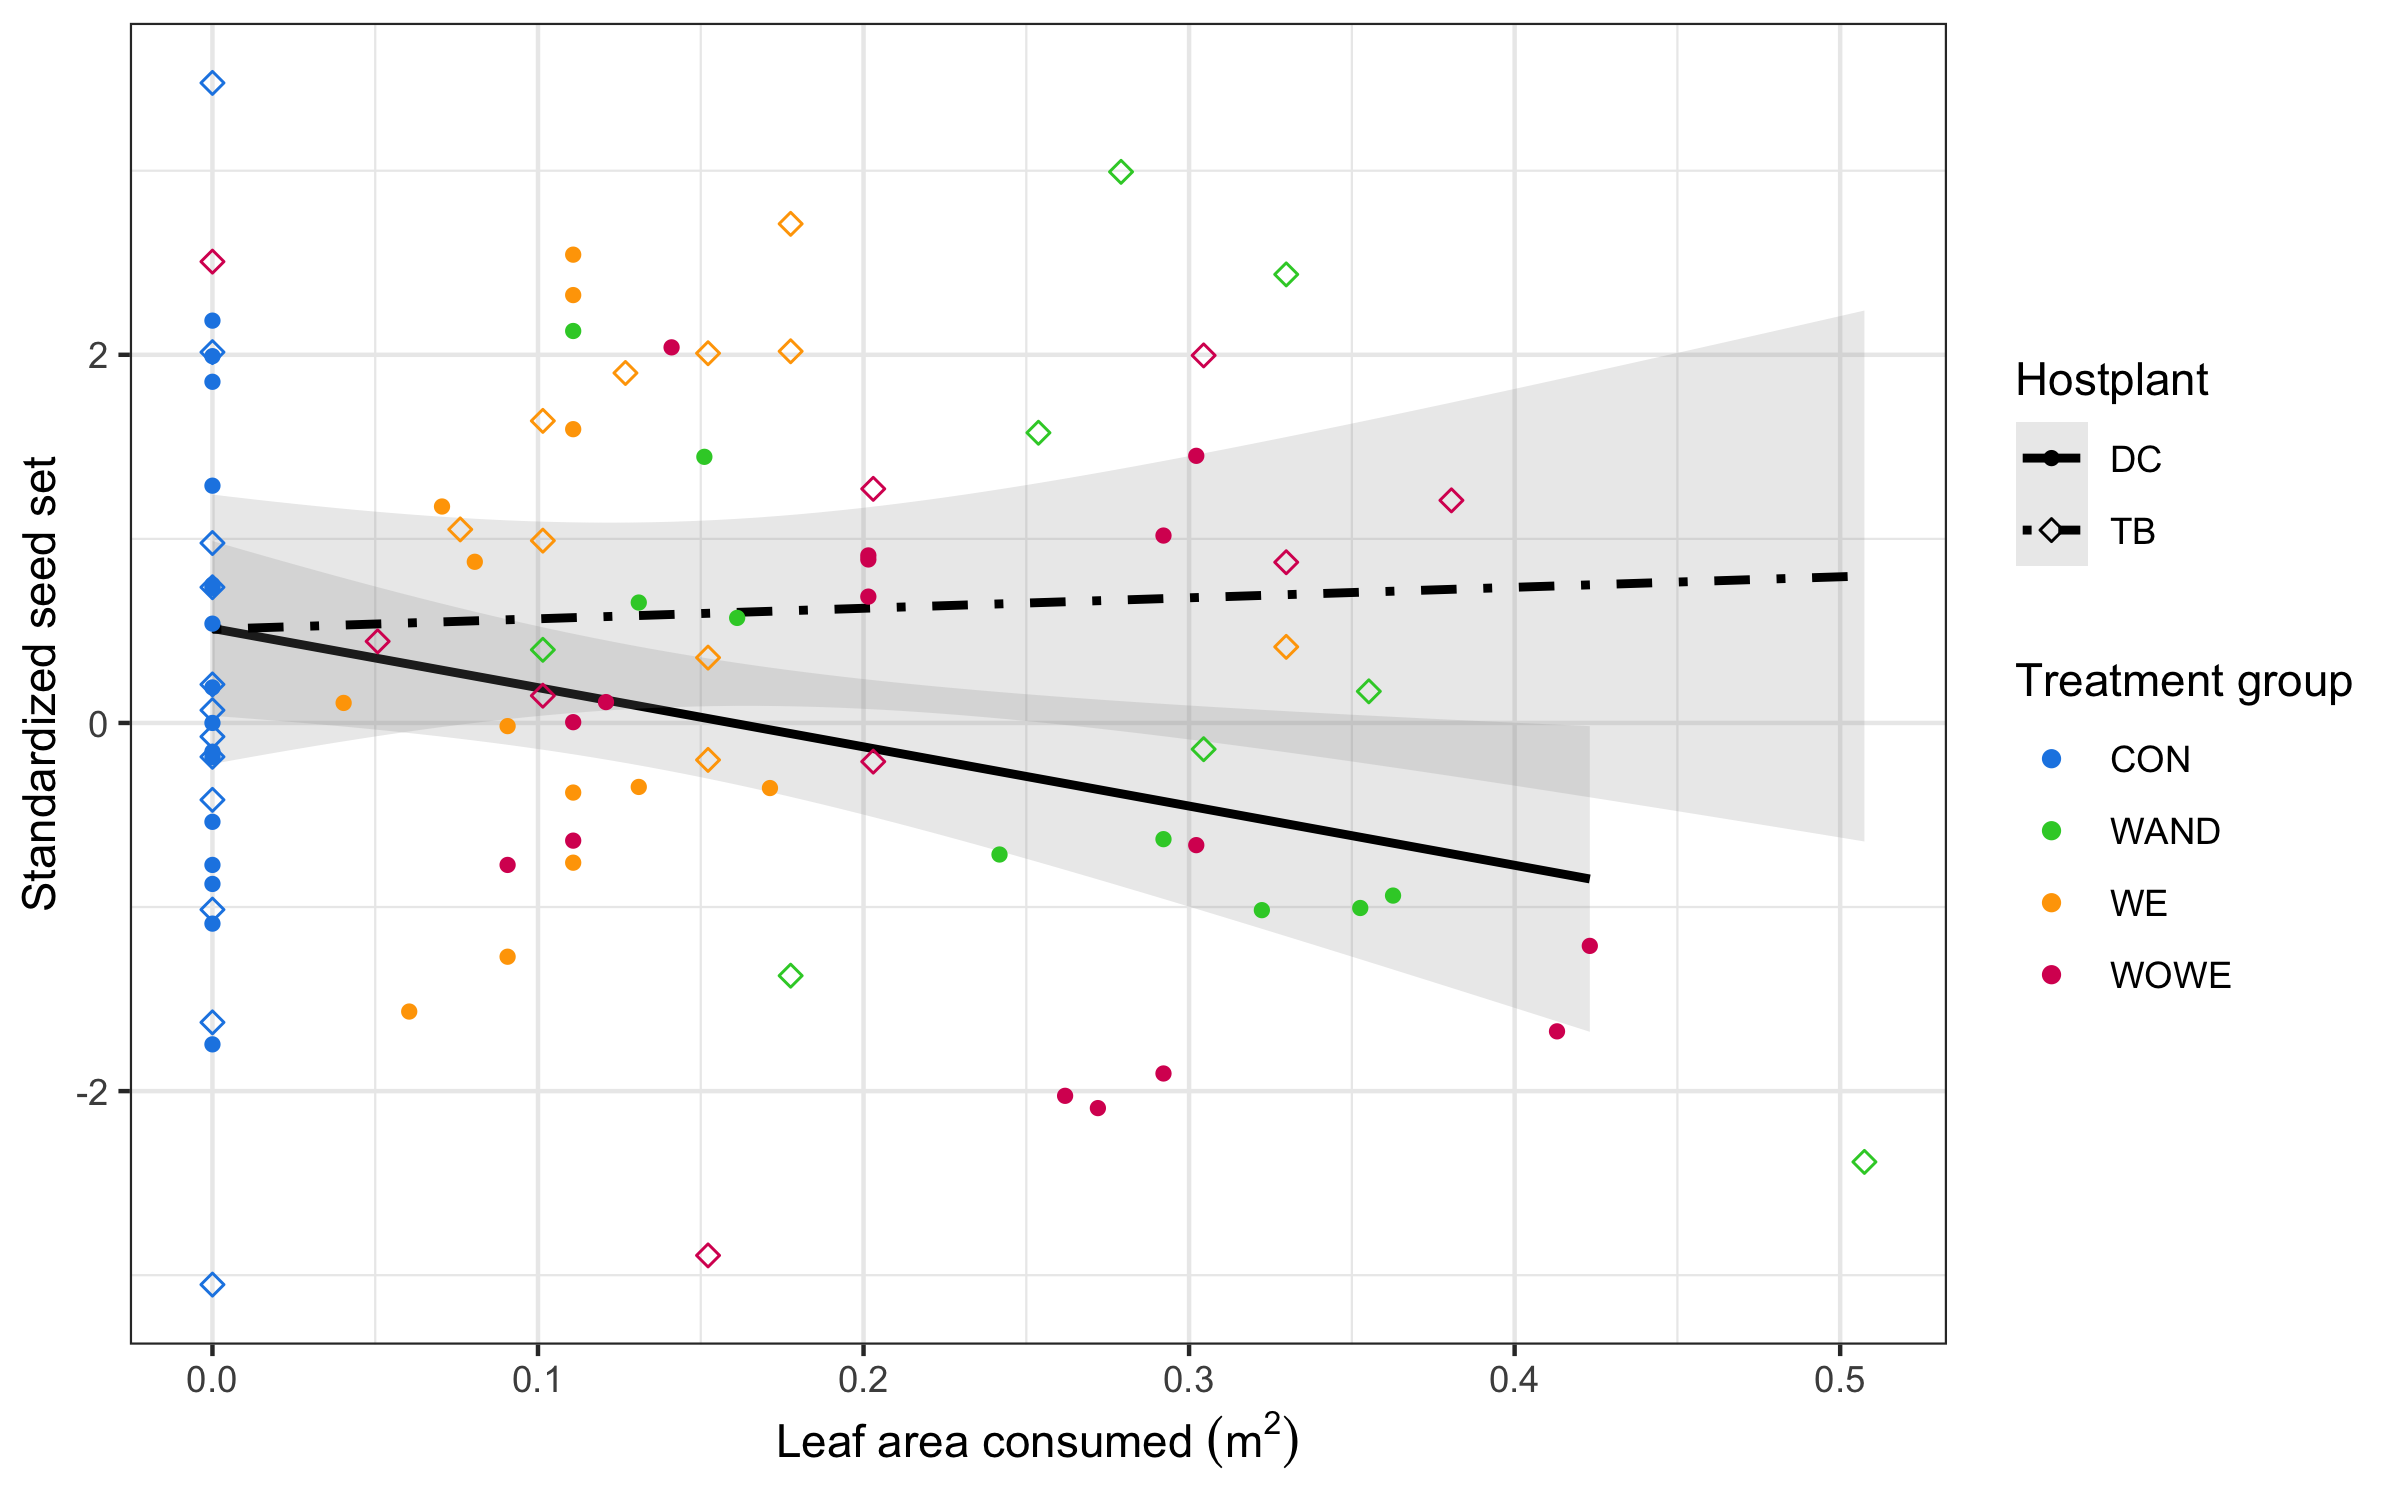 Standardized seed set
2
0
-2
0.0 0.1 0.2 0.3 0.4 0.5
Leaf area consumed (m²)
Hostplant
DC
TB
Treatment group
CON
WAND
WE
WOWE